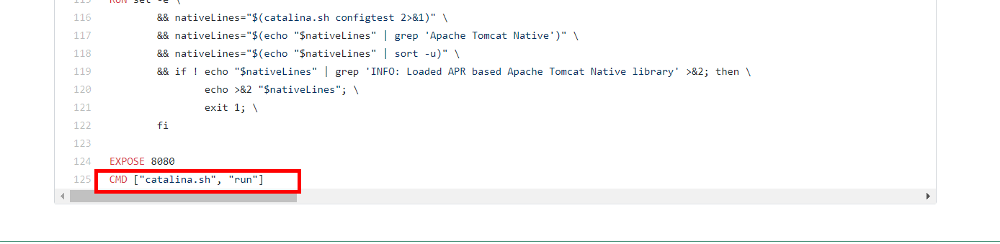 RUN set -e \
116 && nativeLines="$(catalina.sh configtest 2>&1)" \
117 && nativeLines="$(echo "$nativeLines" | grep 'Apache Tomcat Native')" \
118 && nativeLines="$(echo "$nativeLines" | sort -u)" \
119 && if ! echo "$nativeLines" | grep 'INFO: Loaded APR based Apache Tomcat Native library' >&2; then \
120 echo >&2 "$nativeLines"; \
121 exit 1; \
122 fi
123
124 EXPOSE 8080
125 CMD ["catalina.sh", "run"]